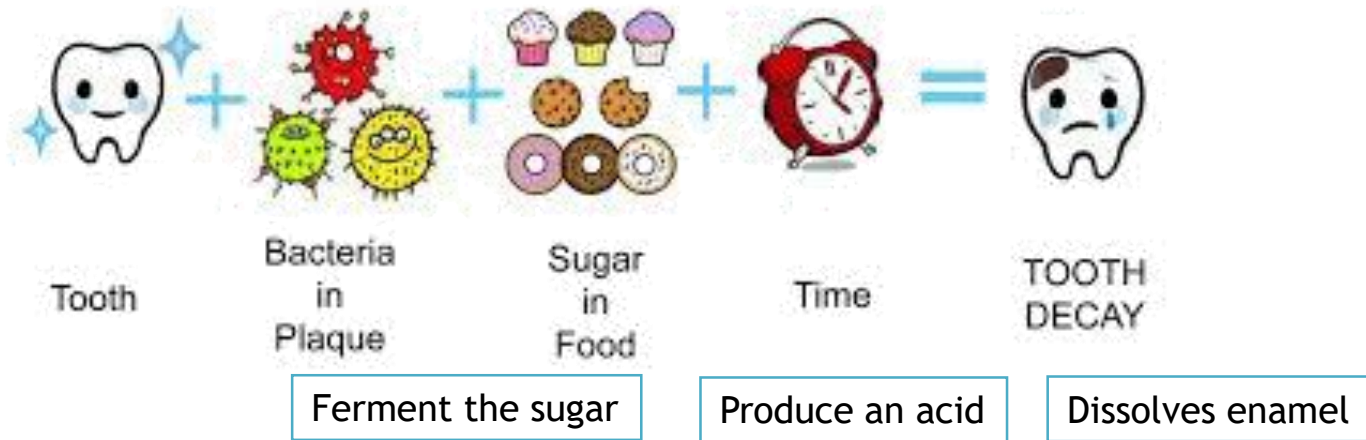 Tooth
Bacteria
in
Plaque
Sugar
in
Food
Time
TOOTH
DECAY
Ferment the sugar
Produce an acid
Dissolves enamel